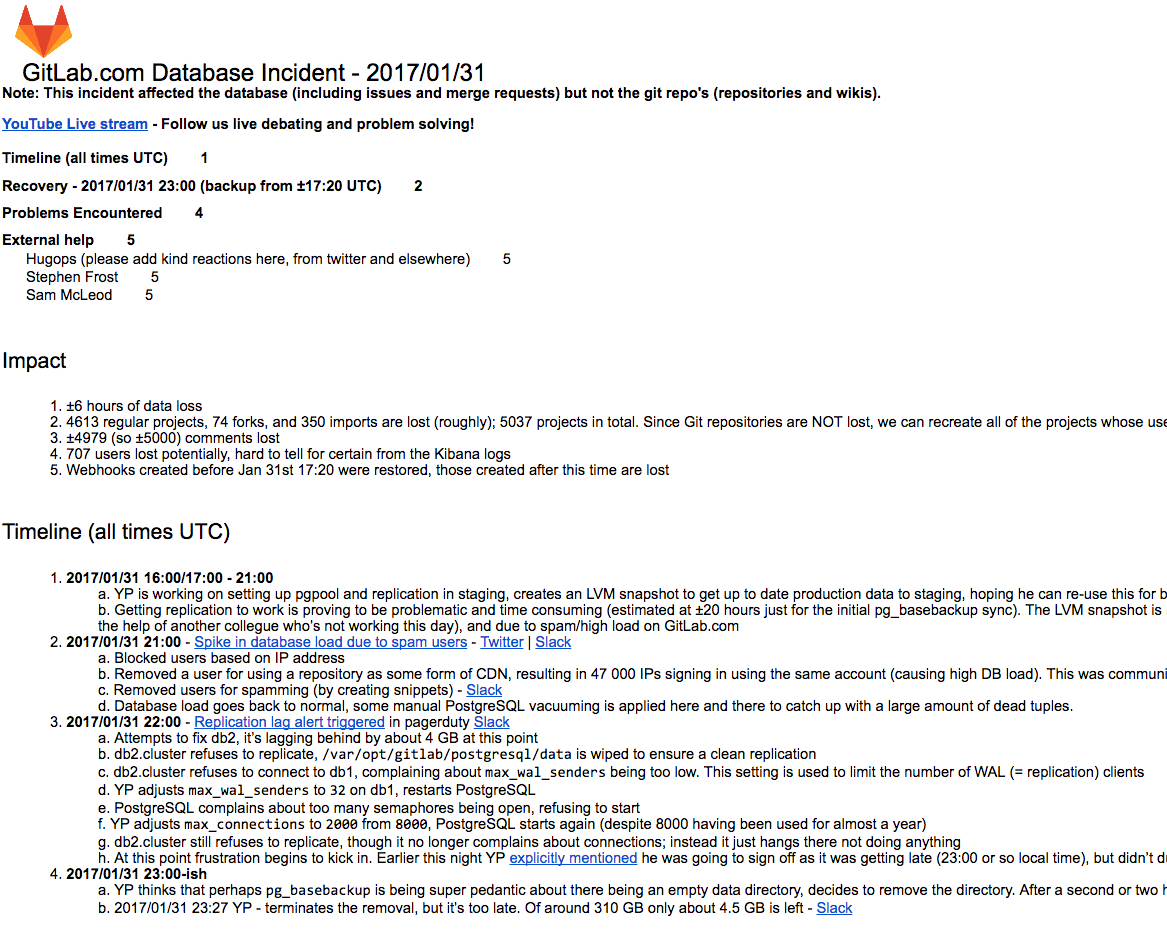 GitLab.com Database Incident - 2017/01/31
Note: This incident affected the database (including issues and merge requests) but not the git repo's (repositories and wikis).
YouTube Live stream - Follow us live debating and problem solving!
Timeline (all times UTC) 1
Recovery - 2017/01/31 23:00 (backup from ±17:20 UTC) 2
Problems Encountered 4
External help 5
Hugops (please add kind reactions here, from twitter and elsewhere) 5
Stephen Frost 5
Sam McLeod 5
Impact
1. ±6 hours of data loss
2. 4613 regular projects, 74 forks, and 350 imports are lost (roughly); 5037 projects in total. Since Git repositories are NOT lost, we can recreate all of the projects whose
3. ±4979 (so ±5000) comments lost
4. 707 users lost potentially, hard to tell for certain from the Kibana logs
5. Webhooks created before Jan 31st 17:20 were restored, those created after this time are lost
Timeline (all times UTC)
1. 2017/01/31 16:00/17:00 - 21:00
a. YP is working on setting up pgpool and replication in staging, creates an LVM snapshot to get up to date production data to staging, hoping he can re-use this for
b. Getting replication to work is proving to be problematic and time consuming (estimated at ±20 hours just for the initial pg_basebackup sync). The LVM snapshot is
the help of another collegue who's not working this day), and due to spam/high load on GitLab.com
2. 2017/01/31 21:00 - Spike in database load due to spam users - Twitter | Slack
a. Blocked users based on IP address
b. Removed a user for using a repository as some form of CDN, resulting in 47 000 IPs signing in using the same account (causing high DB load). This was
c. Removed users for spamming (by creating snippets) - Slack
d. Database load goes back to normal, some manual PostgreSQL vacuuming is applied here and there to catch up with a large amount of dead tuples.
3. 2017/01/31 22:00 - Replication lag alert triggered in pagerduty Slack
a. Attempts to fix db2, it's lagging behind by about 4 GB at this point
b. db2.cluster refuses to replicate, /var/opt/gitlab/postgresql/data is wiped to ensure a clean replication
c. db2.cluster refuses to connect to db1, complaining about max_wal_senders being too low. This setting is used to limit the number of WAL (= replication) clients
d. YP adjusts max_wal_senders to 32 on db1, restarts PostgreSQL
e. PostgreSQL complains about too many semaphores being open, refusing to start
f. YP adjusts max_connections to 2000 from 8000, PostgreSQL starts again (despite 8000 having been used for almost a year)
g. db2.cluster still refuses to replicate, though it no longer complains about connections; instead it just hangs there not doing anything
h. At this point frustration begins to kick in. Earlier this night YP explicitly mentioned he was going to sign off as it was getting late (23:00 or so local time), but didn't
4. 2017/01/31 23:00-ish
a. YP thinks that perhaps pg_basebackup is being super pedantic about there being an empty data directory, decides to remove the directory. After a second or two
b. 2017/01/31 23:27 YP - terminates the removal, but it's too late. Of around 310 GB only about 4.5 GB is left - Slack